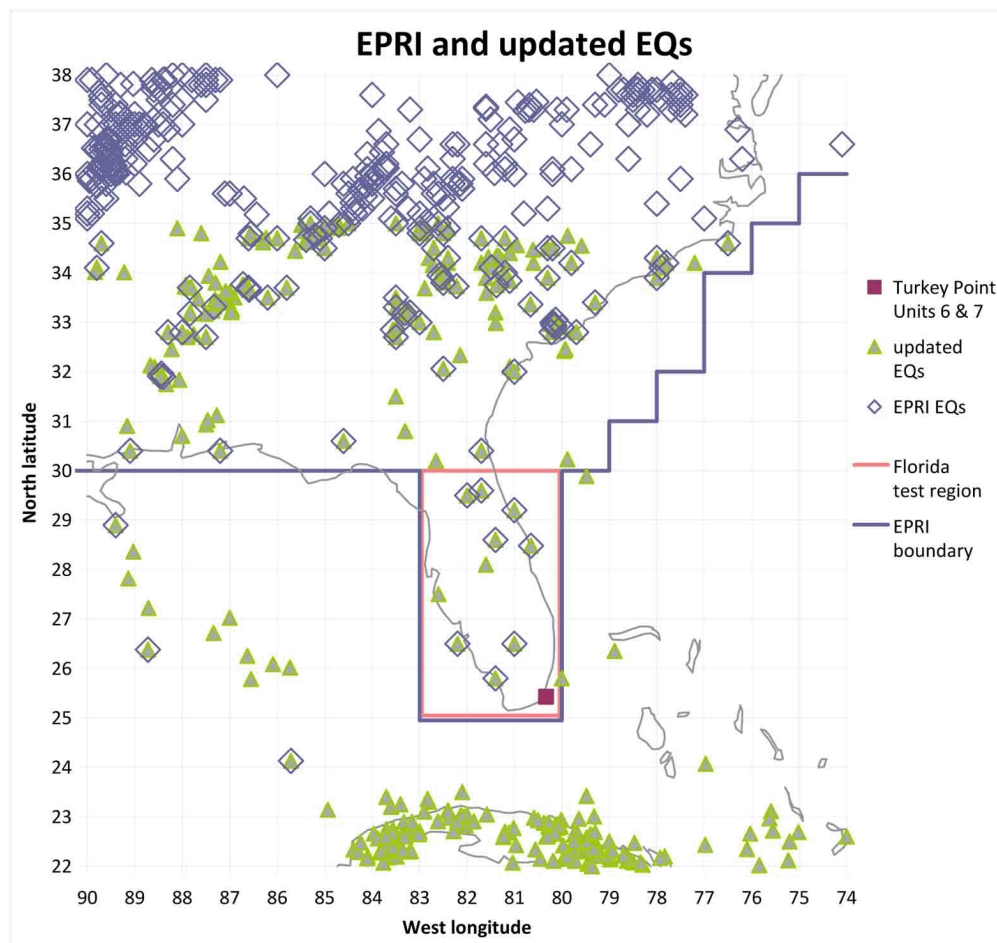 EPRI and updated EQs
North latitude
38
37
36
35
34
33
32
31
30
29
28
27
26
25
24
23
22
90 89 88 87 86 85 84 83 82 81 80 79 78 77 76 75 74
West longitude
Turkey Point
Units 6 & 7
updated
EQs
EPRI EQs
Florida
test region
EPRI
boundary